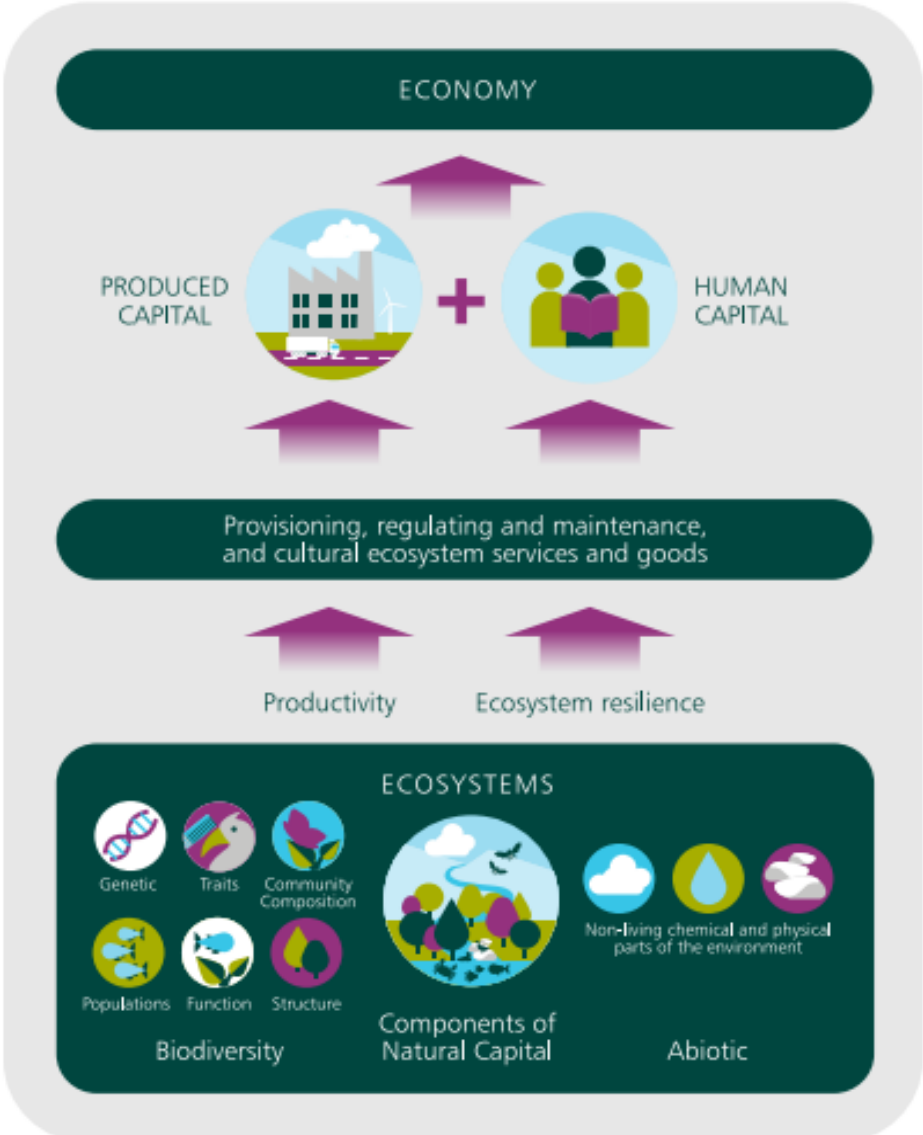 ECONOMY
PRODUCED
CAPITAL
HUMAN
CAPITAL
Provisioning, regulating and maintenance,
and cultural ecosystem services and goods
Productivity
Ecosystem resilience
ECOSYSTEMS
Genetic
Traits
Community
Composition
Populations
Function
Structure
Biodiversity
Components of
Natural Capital
Non-living chemical and physical
parts of the environment
Abiotic